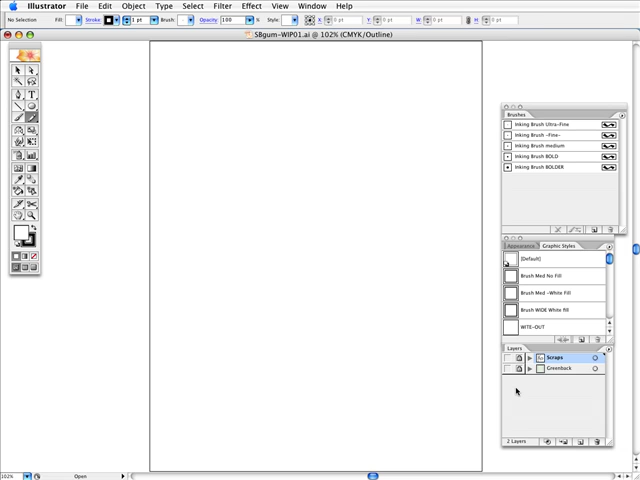 Illustrator File Edit Object Type Select Filter Effect View Window Help
No Selection Fill: Stroke: 1 pt Brush: Opacity: 100 Style: X: 0 pt Y: 0 pt W: 0 pt H: 0 pt
SBgum-WIP01.ai @ 102% (CMYK/Outline)
Brushes
Inking Brush Ultra-Fine
Inking Brush -Fine-
Inking Brush medium
Inking Brush BOLD
Inking Brush BOLDER
Appearance Graphic Styles
[Default]
Brush Med No Fill
Brush Med -White Fill
Brush WIDE White fill
WITE-OUT
Layers
Scraps
Greenback
2 Layers
102% Open